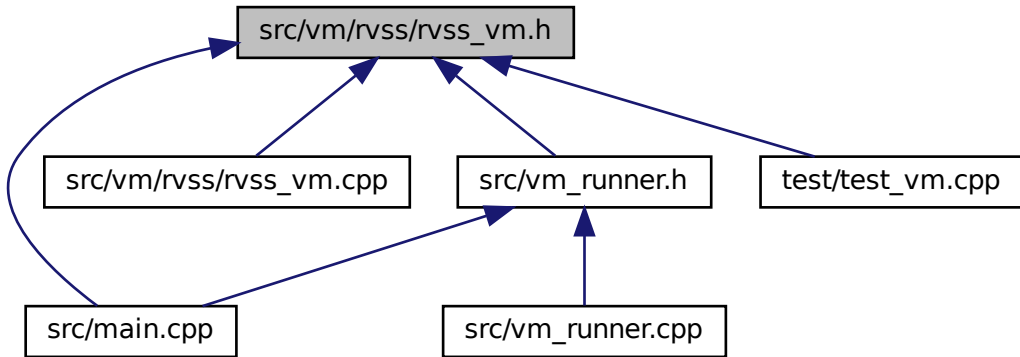 src/vm/rvss/rvss_vm.h
src/vm/rvss/rvss_vm.cpp
src/vm_runner.h
test/test_vm.cpp
src/main.cpp
src/vm_runner.cpp